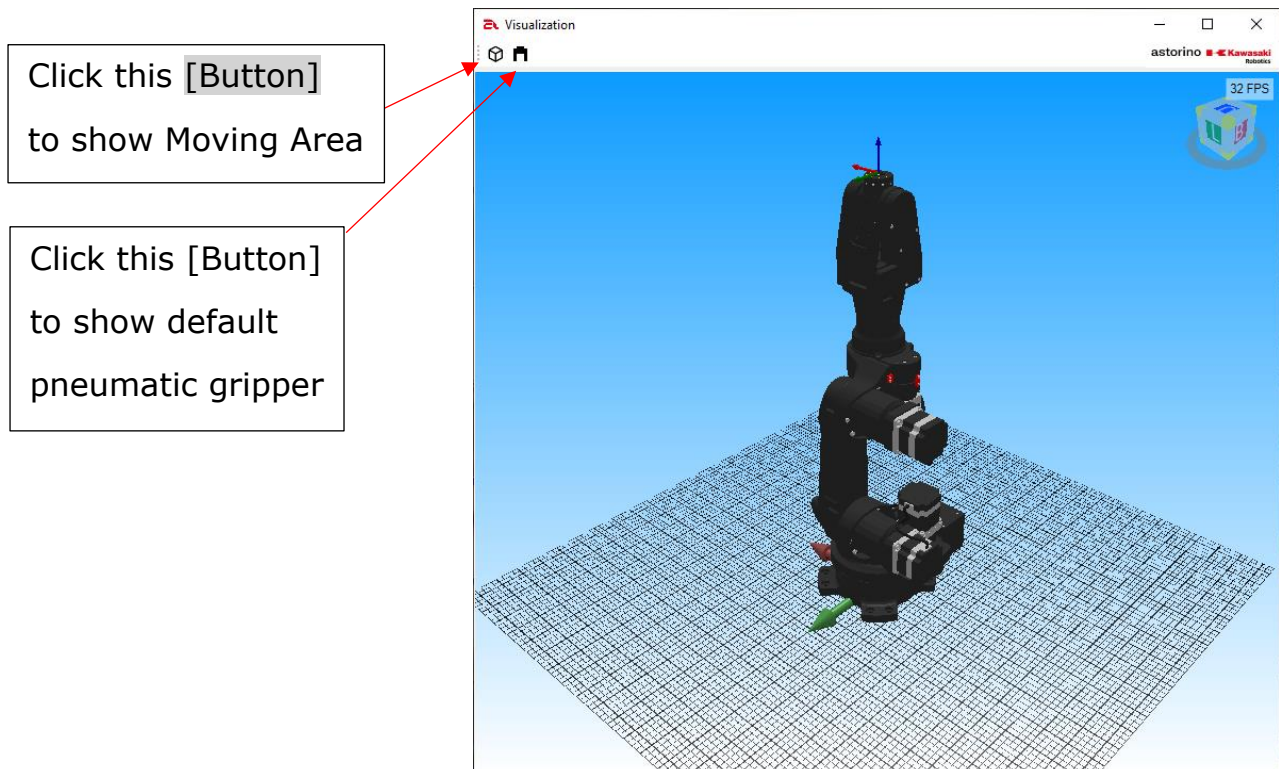 Visualization
astorino Kawasaki
Robotics
Click this [Button]
to show Moving Area
32 FPS
Click this [Button]
to show default
pneumatic gripper